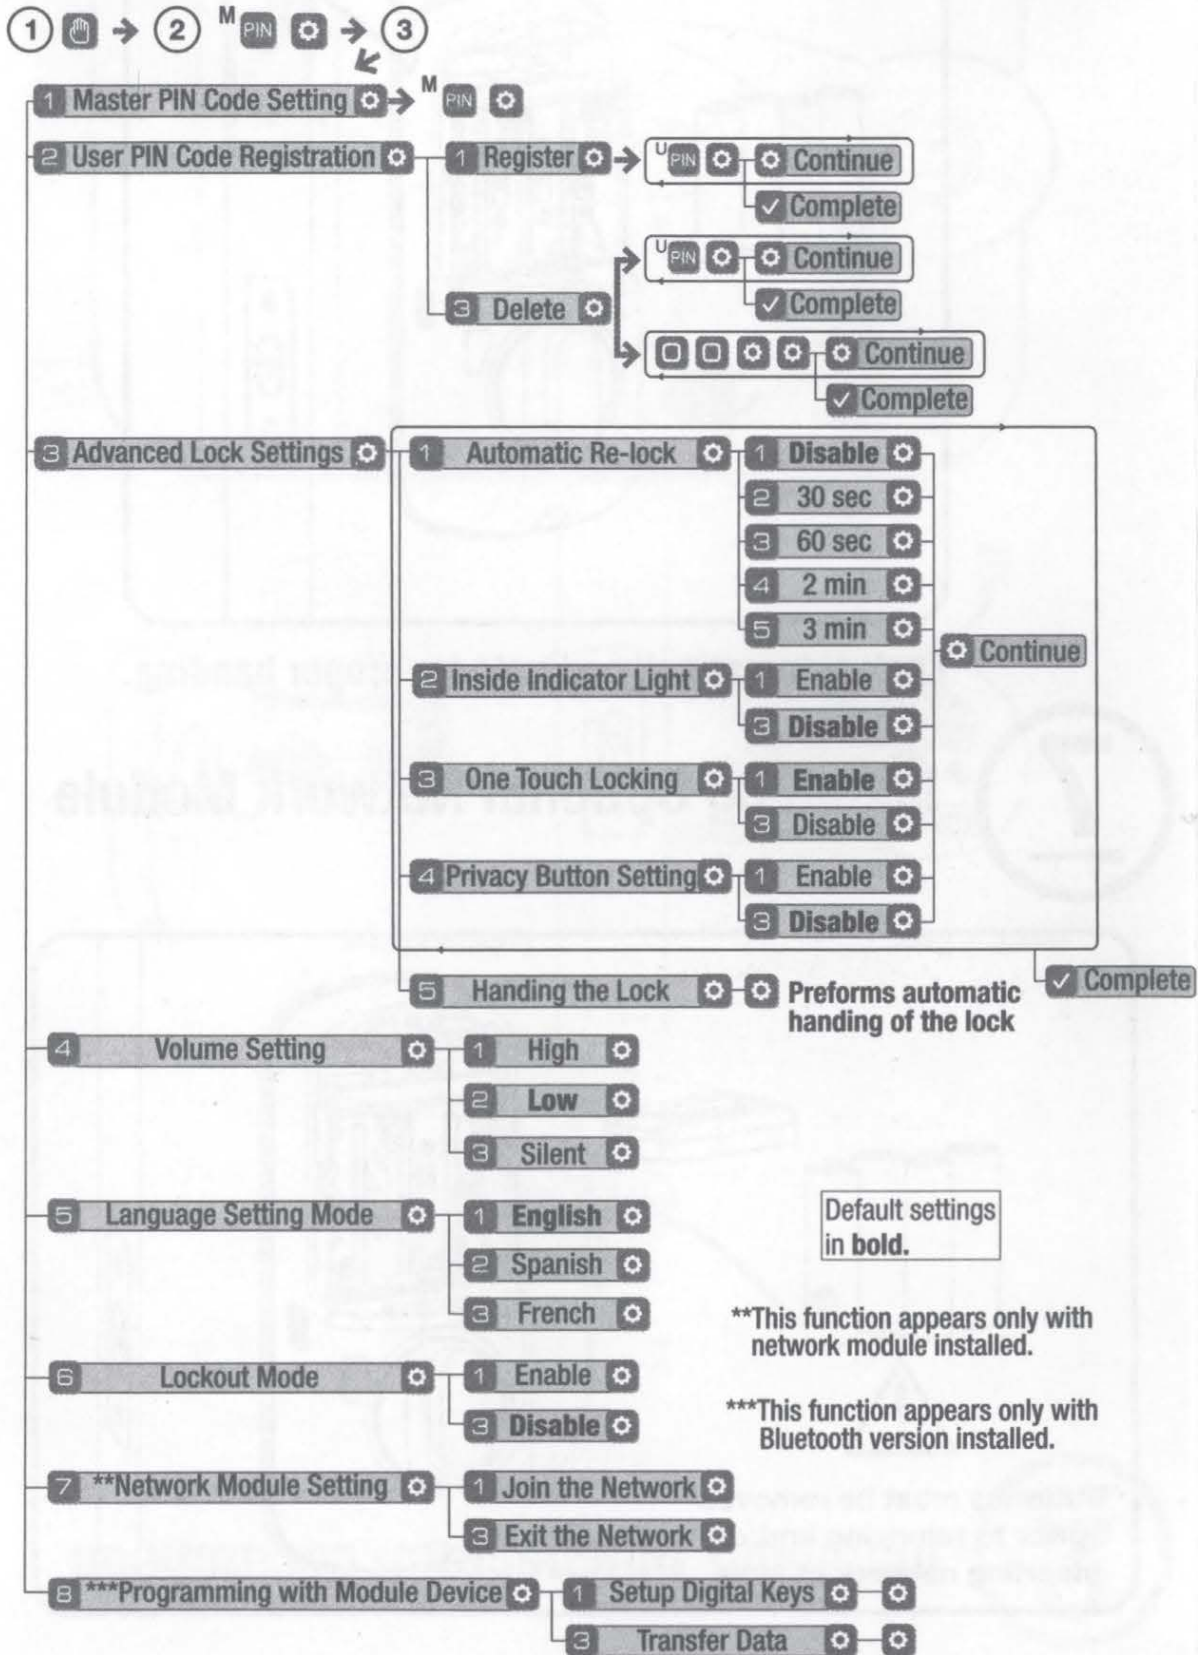 1 → 2 M PIN → 3
1 Master PIN Code Setting → M PIN
2 User PIN Code Registration
1 Register → U PIN Continue
Complete
3 Delete
U PIN Continue
Complete
Continue
Complete
3 Advanced Lock Settings
1 Automatic Re-lock
1 Disable
2 30 sec
3 60 sec
4 2 min
5 3 min
Continue
2 Inside Indicator Light
1 Enable
3 Disable
3 One Touch Locking
1 Enable
3 Disable
4 Privacy Button Setting
1 Enable
3 Disable
Complete
5 Handing the Lock
Preforms automatic
handing of the lock
4 Volume Setting
1 High
2 Low
3 Silent
5 Language Setting Mode
1 English
2 Spanish
3 French
Default settings
in bold.
**This function appears only with
network module installed.
6 Lockout Mode
1 Enable
3 Disable
***This function appears only with
Bluetooth version installed.
7 **Network Module Setting
1 Join the Network
3 Exit the Network
8 ***Programming with Module Device
1 Setup Digital Keys
3 Transfer Data